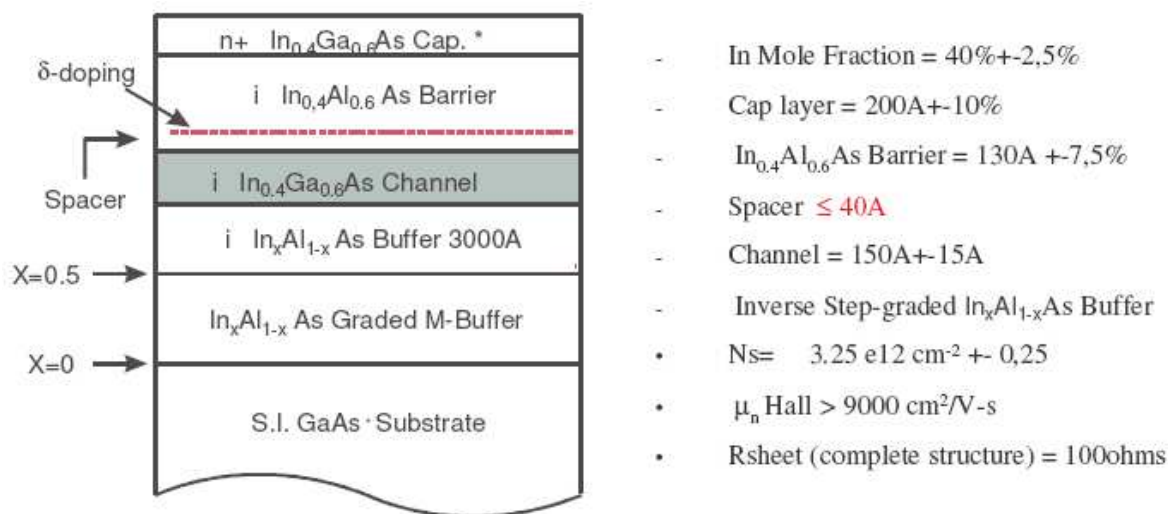 n+ In0.4Ga0.6As Cap. *
δ-doping
i In0.4Al0.6 As Barrier
Spacer
i In0.4Ga0.6As Channel
i InxAl1-x As Buffer 3000A
X=0.5
InxAl1-x As Graded M-Buffer
X=0
S.I. GaAs · Substrate
- In Mole Fraction = 40%+-2,5%
- Cap layer = 200A+-10%
- In0.4Al0.6As Barrier = 130A +-7,5%
- Spacer ≤ 40A
- Channel = 150A+-15A
- Inverse Step-graded InxAl1-xAs Buffer
• Ns= 3.25 e12 cm-2 +- 0,25
• μn Hall > 9000 cm2/V-s
• Rsheet (complete structure) = 100ohms